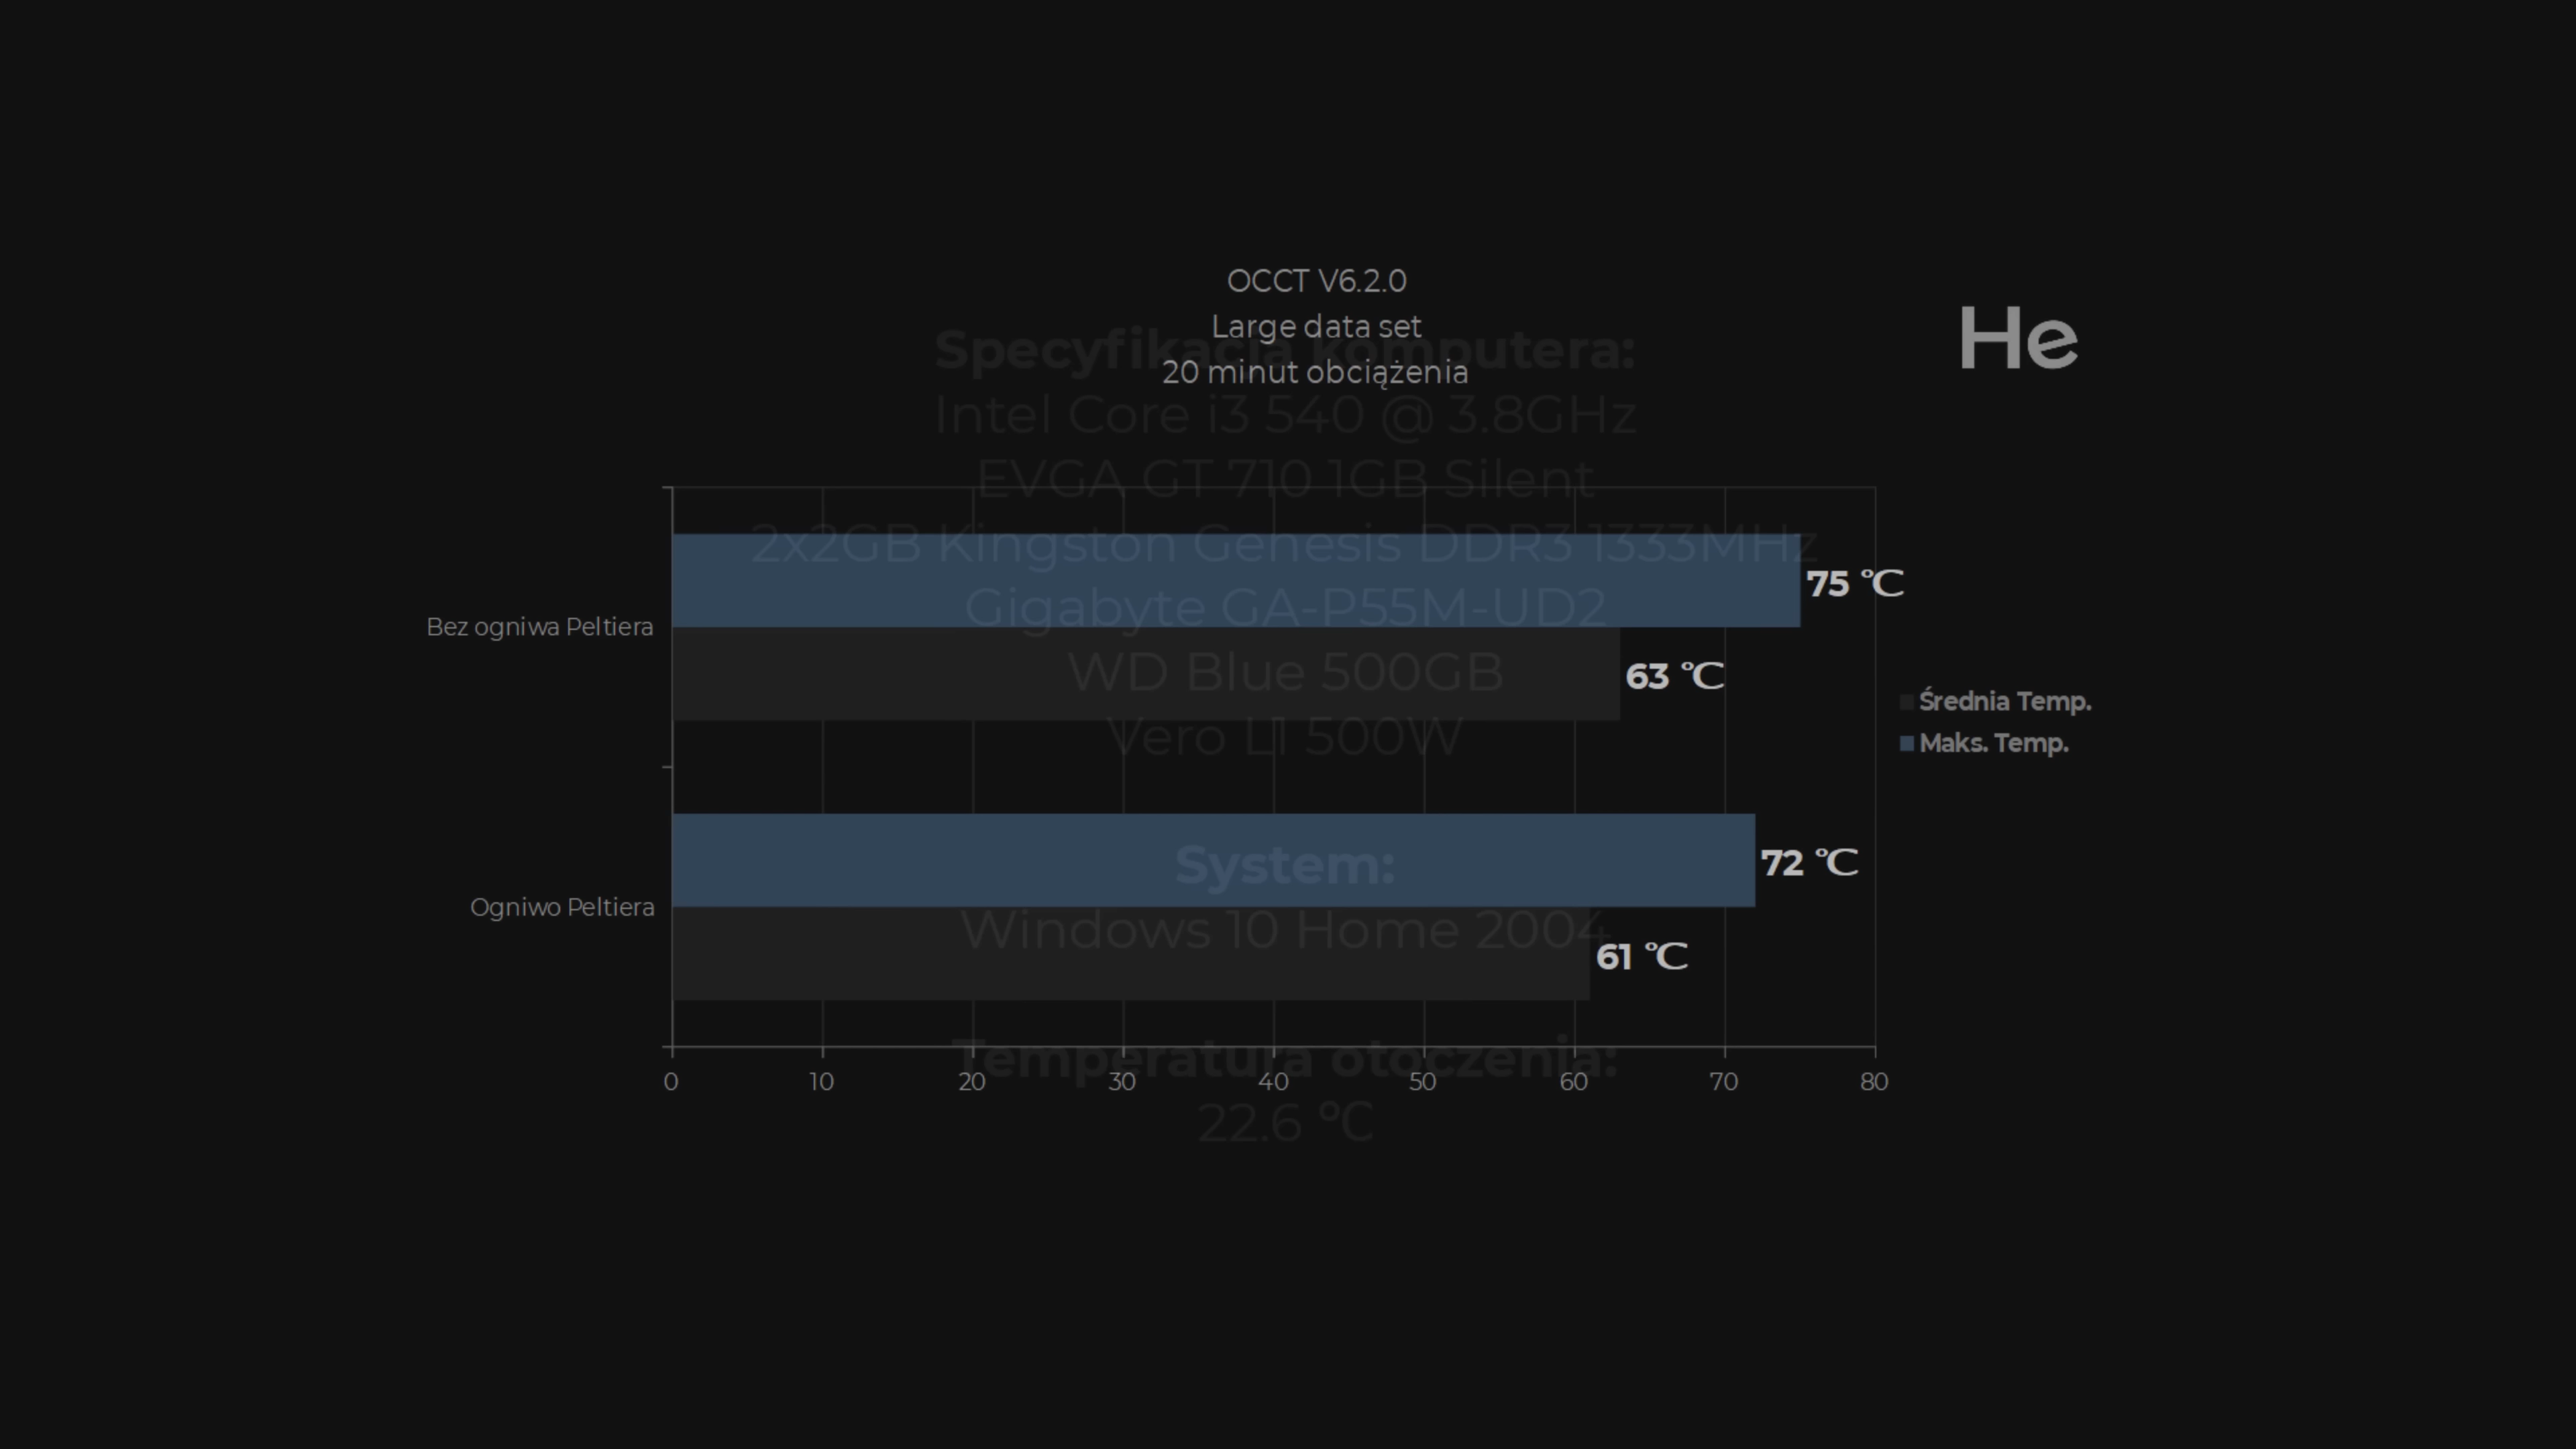 OCCT V6.2.0
Large data set
20 minut obciążenia
He
Specyfikacja komputera:
Intel Core i3 540 @ 3.8GHz
EVGA GT 710 1GB Silent
2x2GB Kingston Genesis DDR3 1333MHz
Gigabyte GA-P55M-UD2
WD Blue 500GB
Vero L1 500W
System:
Windows 10 Home 2004
Temperatura otoczenia:
22.6 °C
Bez ogniwa Peltiera
75 °C
63 °C
Ogniwo Peltiera
72 °C
61 °C
Średnia Temp.
Maks. Temp.
0 10 20 30 40 50 60 70 80